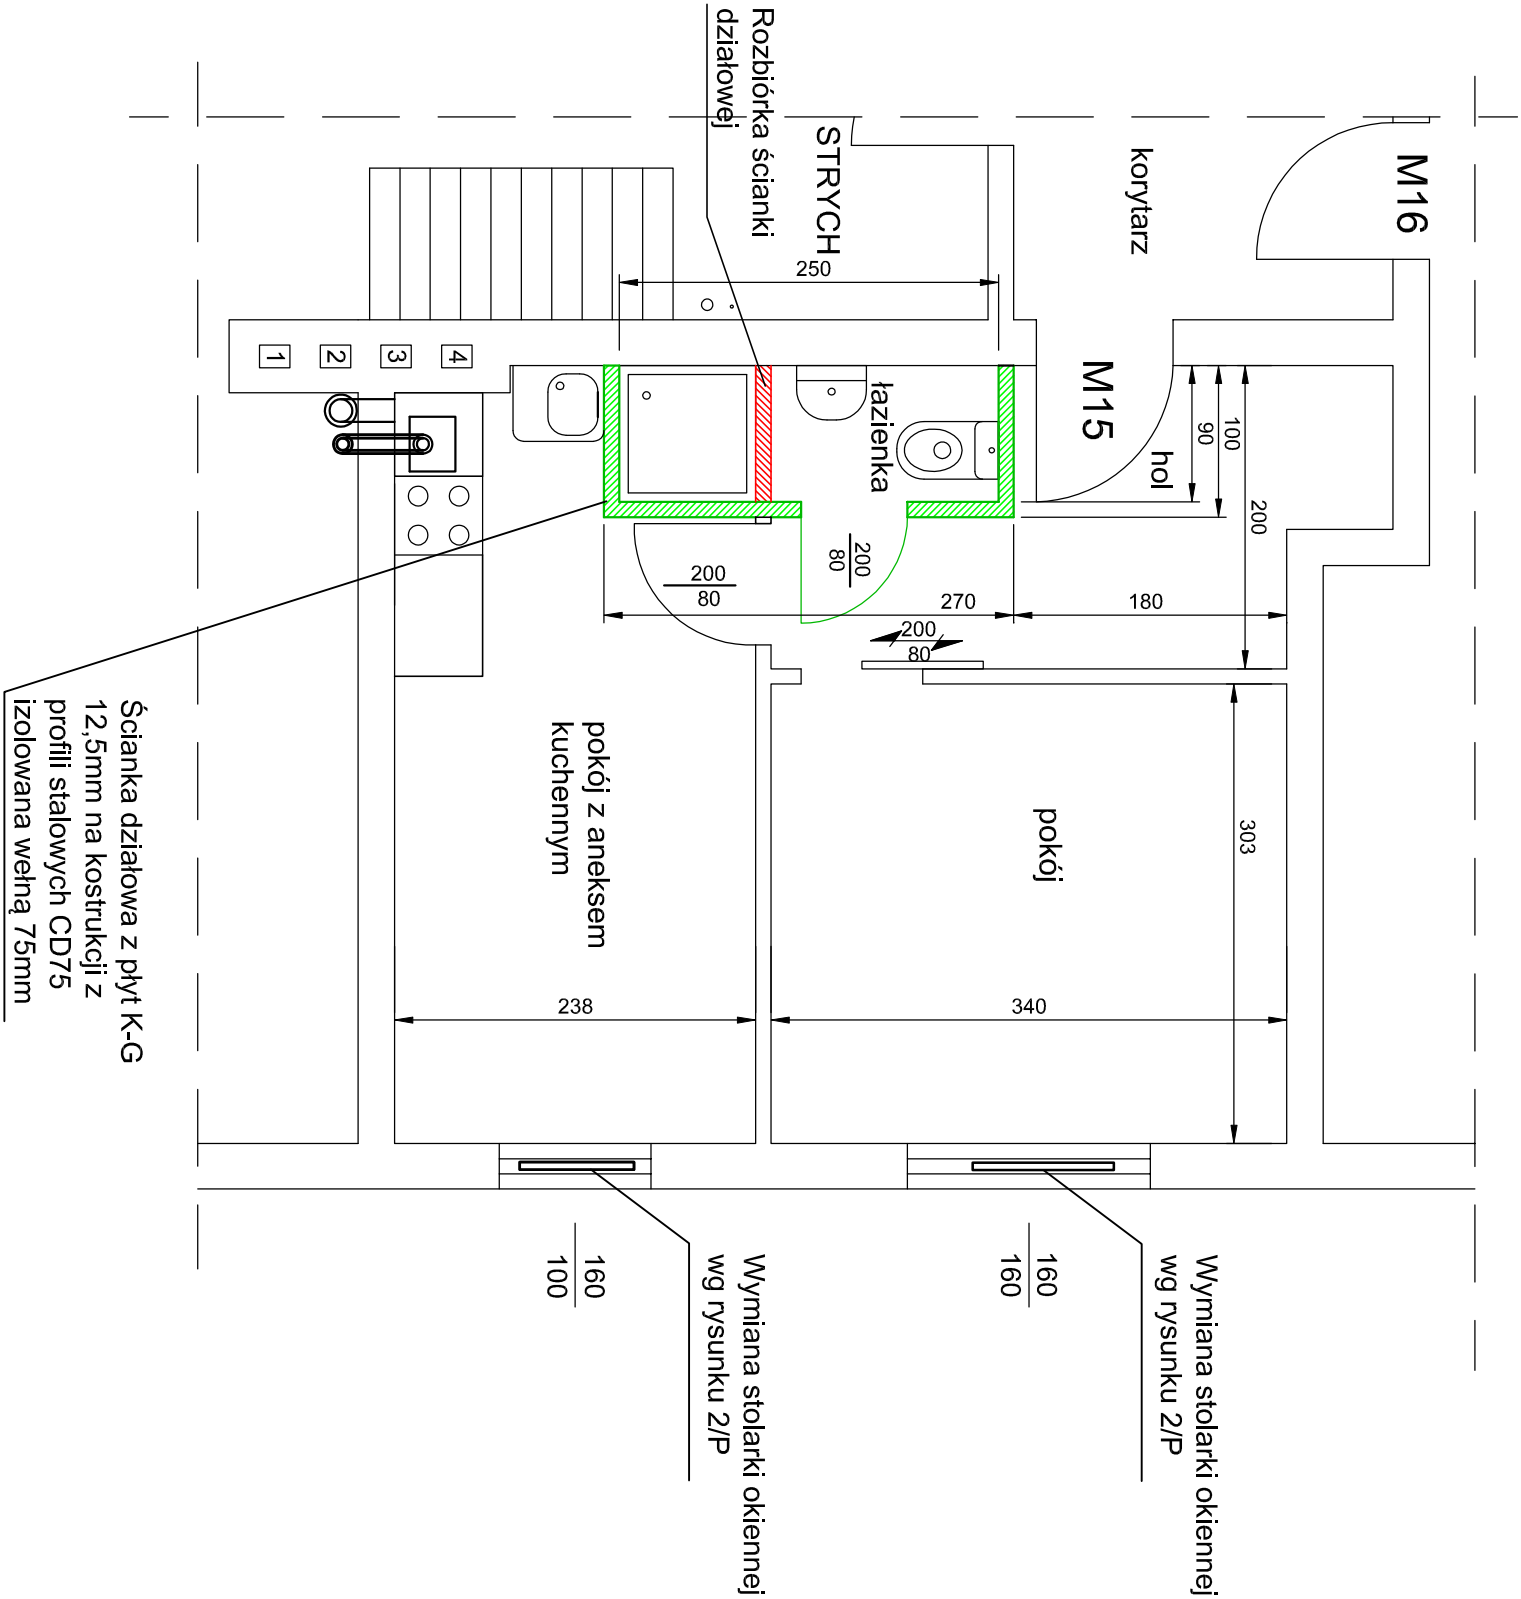 M16
korytarz
STRYCH
Rozbiórka ścianki
działowej
250
M15
hol
łazienka
100
90
200
1
2
3
4
200
80
200
80
270
180
200
80
303
pokój
pokój z aneksem
kuchennym
238
340
Ścianka działowa z płyt K-G
12,5mm na kostrukcji z
profili stalowych CD75
izolowana wełną 75mm
160
160
160
100
Wymiana stolarki okiennej
wg rysunku 2/P
Wymiana stolarki okiennej
wg rysunku 2/P